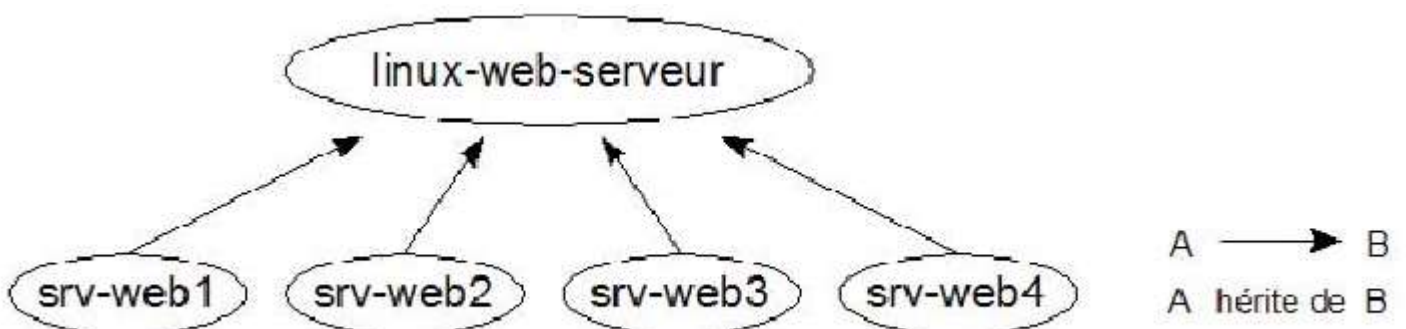 linux-web-serveur
srv-web1
srv-web2
srv-web3
srv-web4
A B
A hérite de B